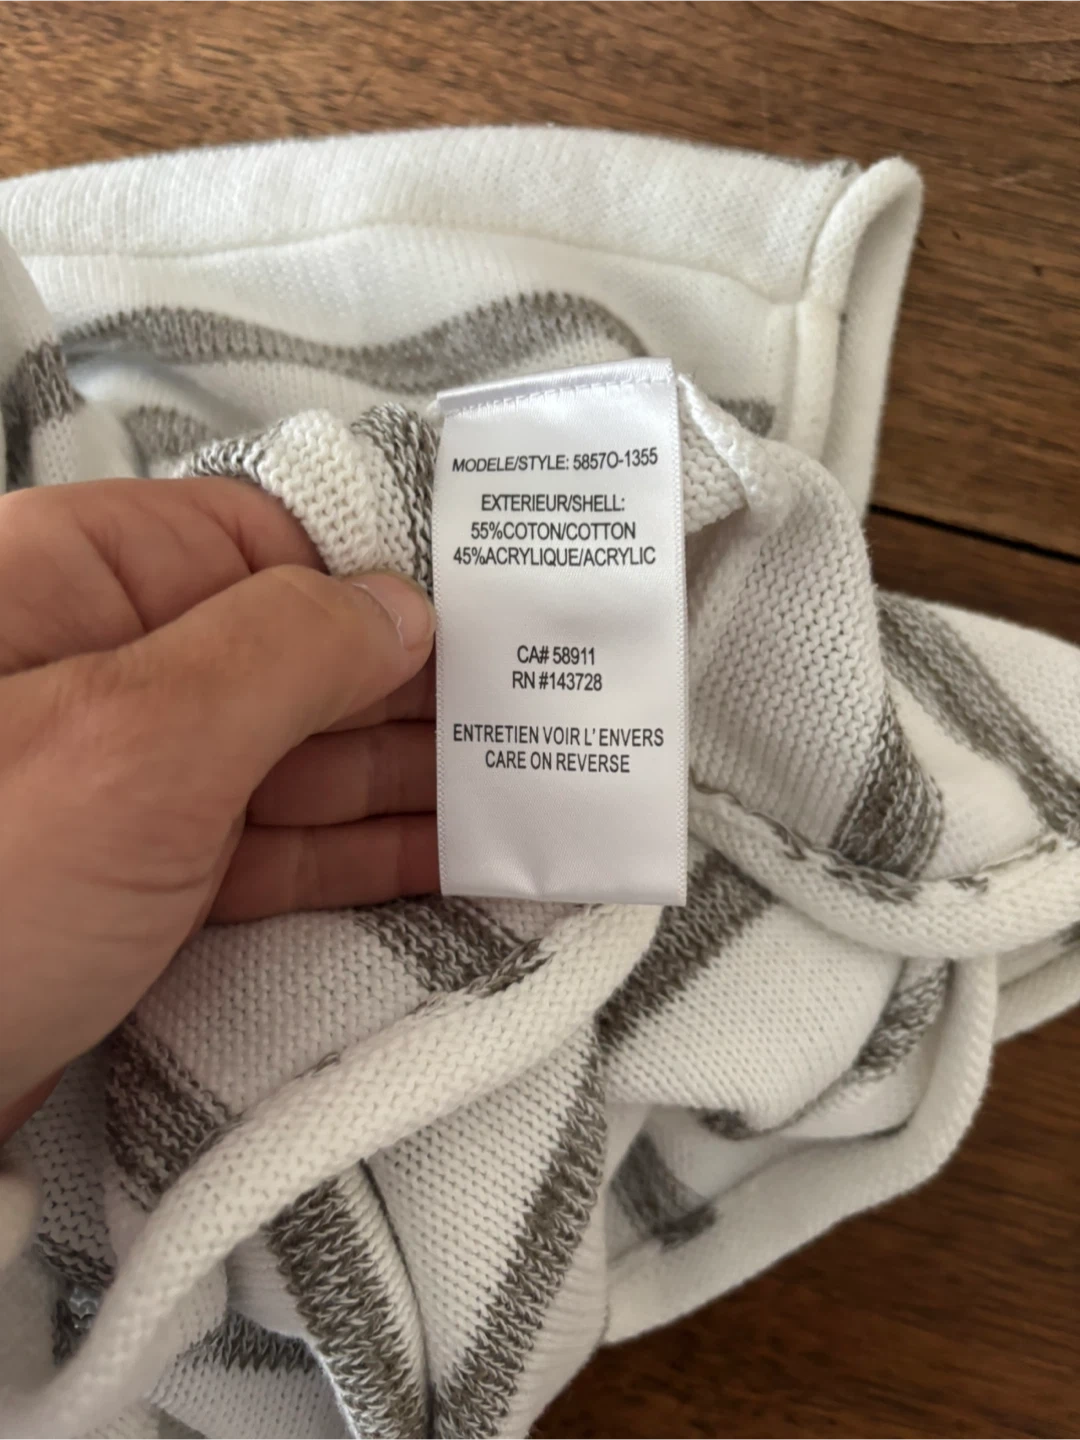 MODELE/STYLE: 5857O-1355
EXTERIEUR/SHELL:
55%COTON/COTTON
45%ACRYLIQUE/ACRYLIC
CA# 58911
RN #143728
ENTRETIEN VOIR L' ENVERS
CARE ON REVERSE